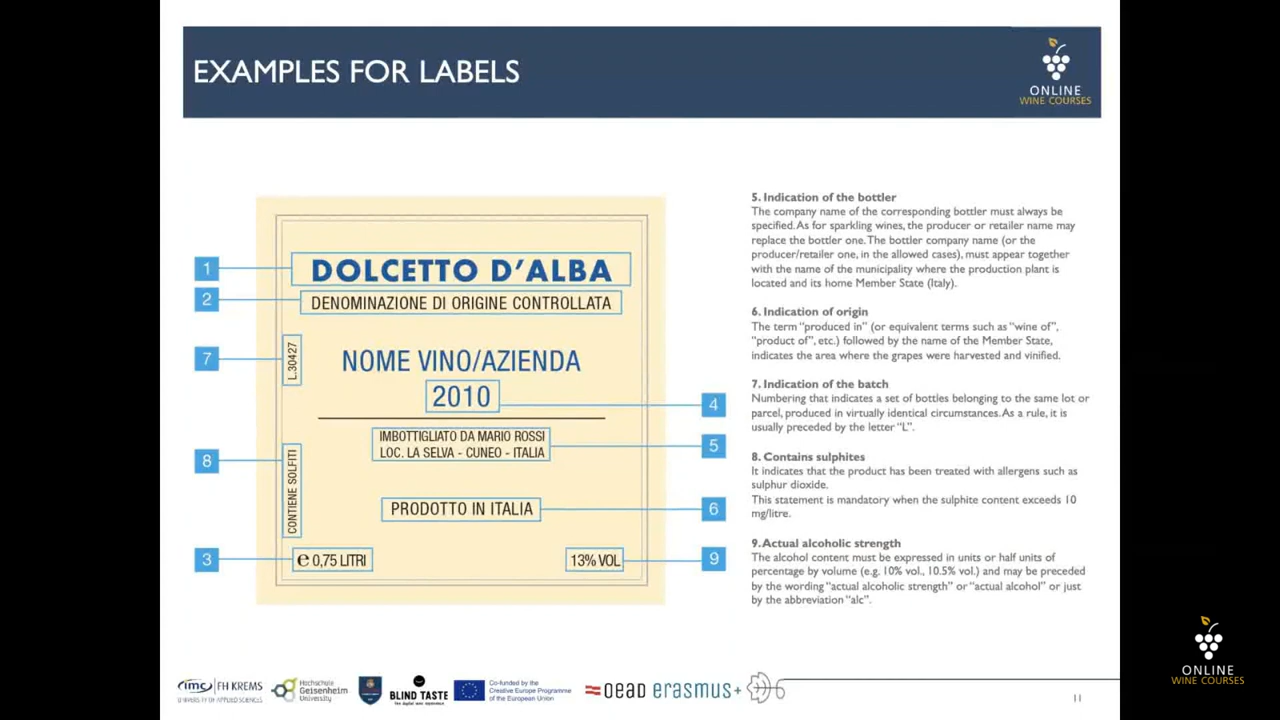 EXAMPLES FOR LABELS
ONLINE
WINE COURSES
1
DOLCETTO D’ALBA
2
DENOMINAZIONE DI ORIGINE CONTROLLATA
7
L.30427
NOME VINO/AZIENDA
2010
4
IMBOTTIGLIATO DA MARIO ROSSI
LOC. LA SELVA - CUNEO - ITALIA
5
8
CONTIENE SOLFITI
PRODOTTO IN ITALIA
6
3
℮ 0,75 LITRI
13% VOL
9
5. Indication of the bottler
The company name of the corresponding bottler must always be
specified. As for sparkling wines, the producer or retailer name may
replace the bottler one. The bottler company name (or the
producer/retailer one, in the allowed cases), must appear together
with the name of the municipality where the production plant is
located and its home Member State (Italy).
6. Indication of origin
The term “produced in” (or equivalent terms such as “wine of”,
“product of”, etc.) followed by the name of the Member State,
indicates the area where the grapes were harvested and vinified.
7. Indication of the batch
Numbering that indicates a set of bottles belonging to the same lot or
parcel, produced in virtually identical circumstances. As a rule, it is
usually preceded by the letter “L”.
8. Contains sulphites
It indicates that the product has been treated with allergens such as
sulphur dioxide.
This statement is mandatory when the sulphite content exceeds 10
mg/litre.
9. Actual alcoholic strength
The alcohol content must be expressed in units or half units of
percentage by volume (e.g. 10% vol., 10.5% vol.) and may be preceded
by the wording “actual alcoholic strength” or “actual alcohol” or just
by the abbreviation “alc”.
imc FH KREMS
UNIVERSITY OF APPLIED SCIENCES
Hochschule
Geisenheim
University
BLIND TASTE
Co-funded by the
Creative Europe Programme
of the European Union
oead erasmus+
11
ONLINE
WINE COURSES